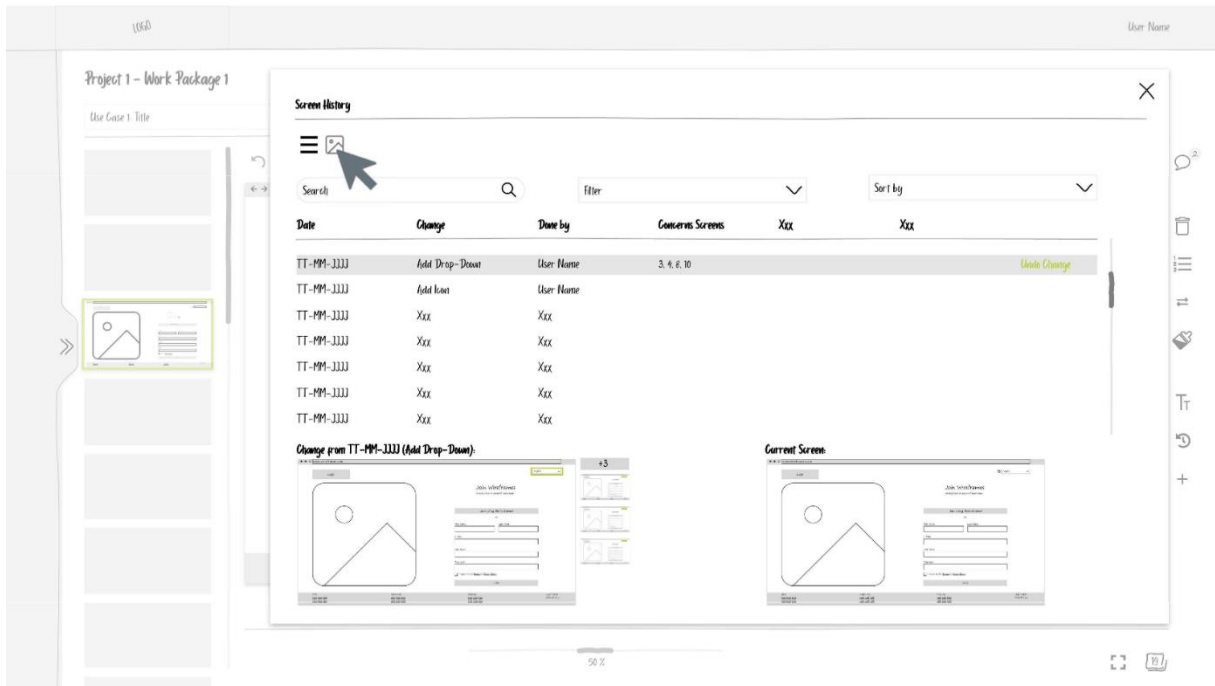 LOGO
User Name
Project 1 - Work Package 1
Use Case 1 Title
Screen History
2
Search
Filter
Sort by
Date Change Done by Concerns Screens Xxx Xxx
TT-MM-JJJJ Add Drop-Down User Name 3, 4, 6, 10 Undo Change
TT-MM-JJJJ Add Icon User Name
TT-MM-JJJJ Xxx Xxx
TT-MM-JJJJ Xxx Xxx
TT-MM-JJJJ Xxx Xxx
TT-MM-JJJJ Xxx Xxx
TT-MM-JJJJ Xxx Xxx
Tt
Change from TT-MM-JJJJ (Add Drop-Down):
Current Screen:
+3
Join Wireframes
Join Wireframes
50 %
19